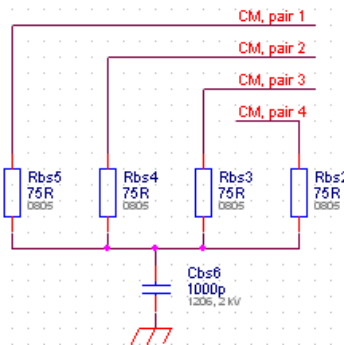 CM, pair 1
CM, pair 2
CM, pair 3
CM, pair 4
Rbs5 Rbs4 Rbs3 Rbs2
75R 75R 75R 75R
0805 0805 0805 0805
Cbs6
1000p
1206, 2 kV